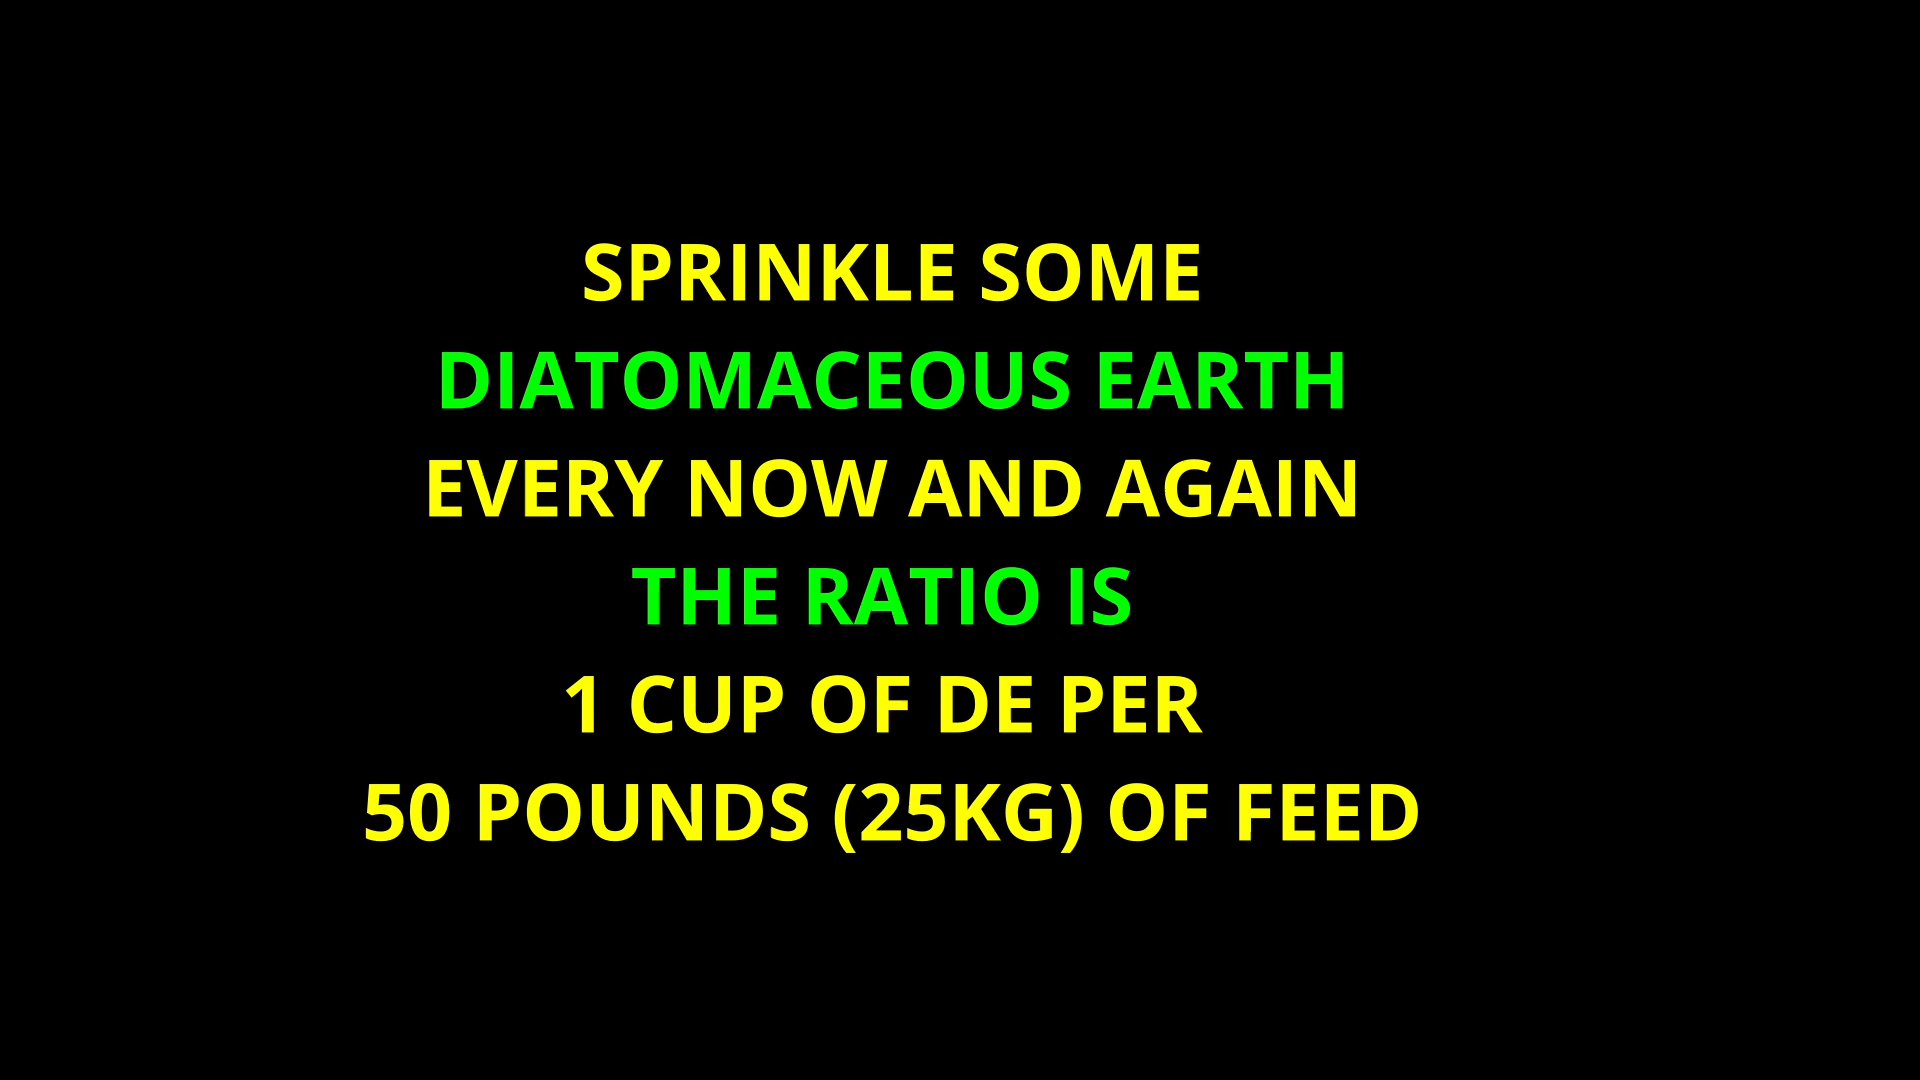 SPRINKLE SOME
DIATOMACEOUS EARTH
EVERY NOW AND AGAIN
THE RATIO IS
1 CUP OF DE PER
50 POUNDS (25KG) OF FEED